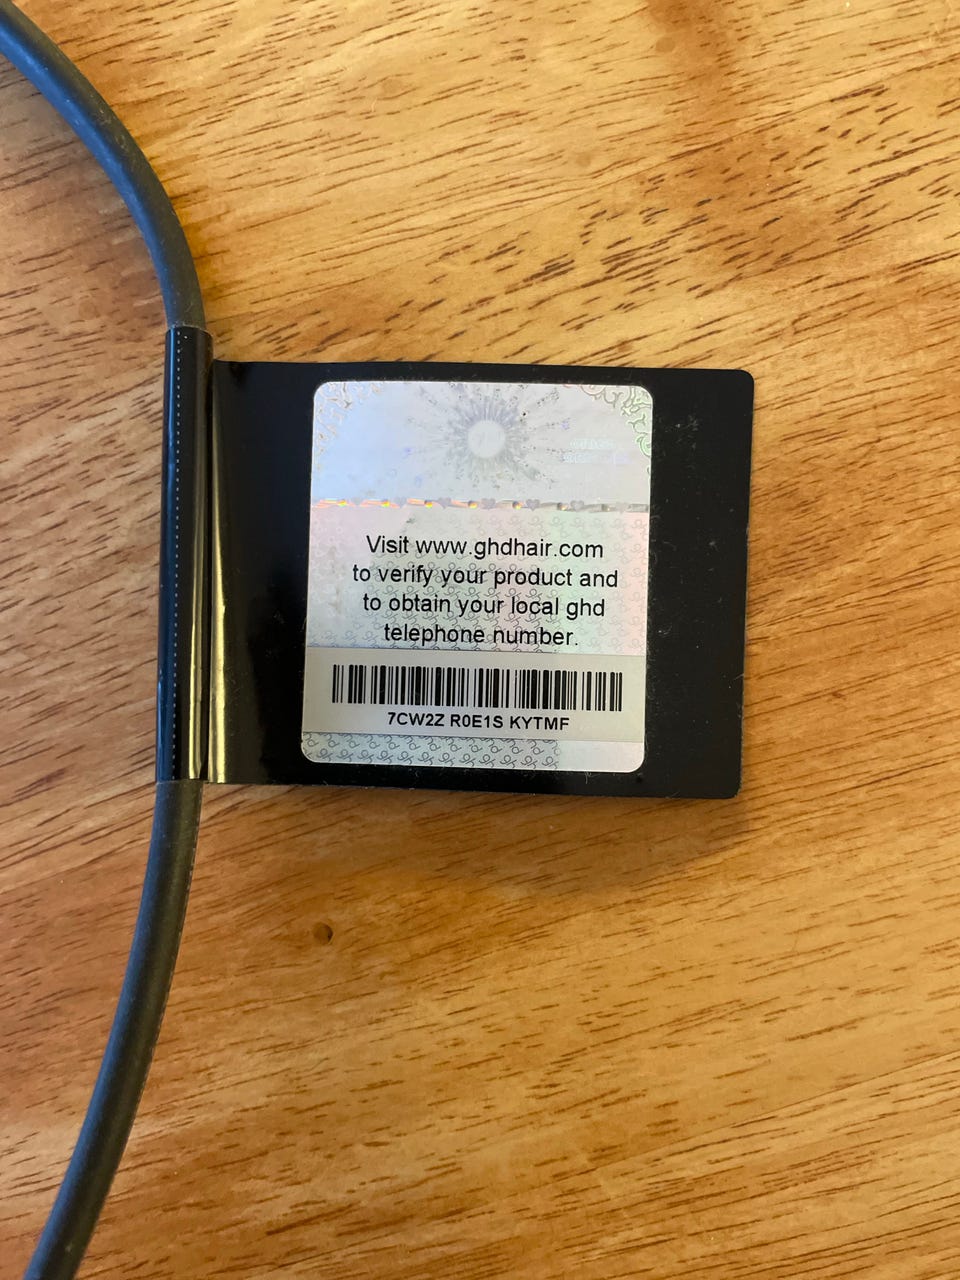 Visit www.ghdhair.com
to verify your product and
to obtain your local ghd
telephone number.
7CW2Z R0E1S KYTMF